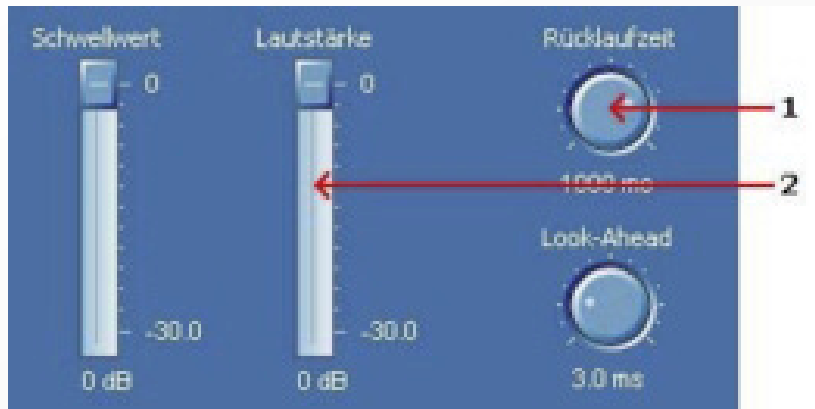 Schwellwert Lautstärke Rücklaufzeit
0 0
1
1000 ms
2
Look-Ahead
-30.0 -30.0
0 dB 0 dB 3.0 ms